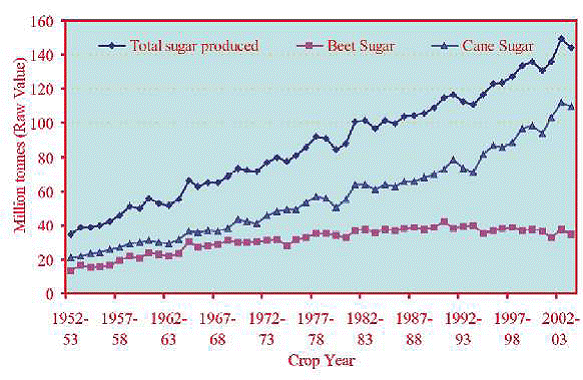 160
Total sugar produced Beet Sugar Cane Sugar
140
120
100
80
60
40
20
0
Million tonnes (Raw Value)
1952- 1957- 1962- 1967- 1972- 1977- 1982- 1987- 1992- 1997- 2002-
53 58 63 68 73 78 83 88 93 98 03
Crop Year